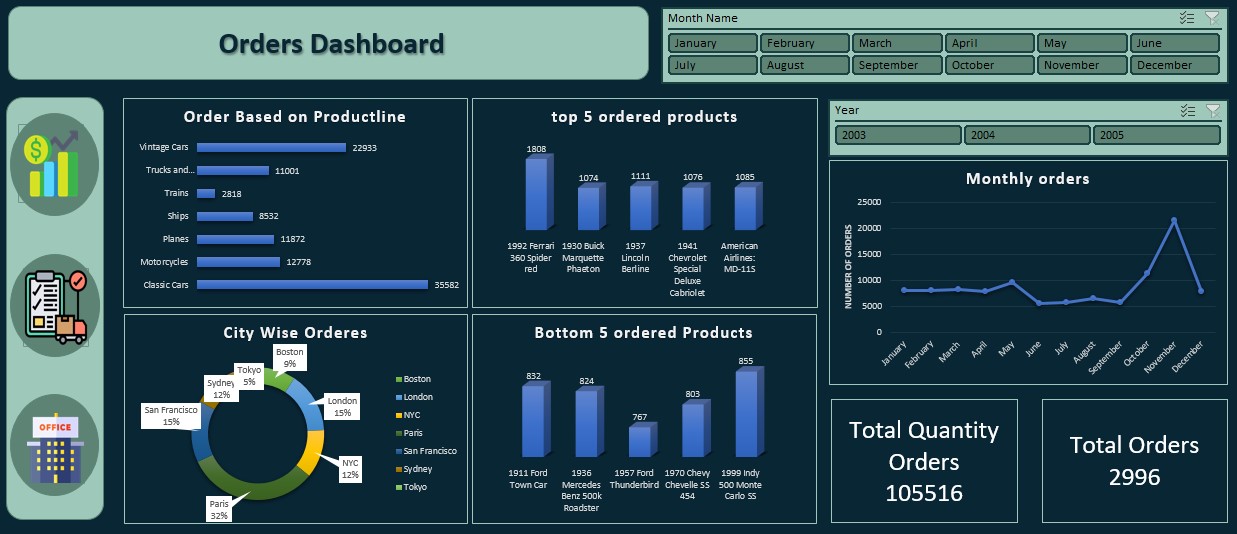 Orders Dashboard
Month Name
January February March April May June
July August September October November December
OFFICE
Order Based on Productline
Vintage Cars 22933
Trucks and... 11001
Trains 2818
Ships 8532
Planes 11872
Motorcycles 12778
Classic Cars 35582
top 5 ordered products
1808 1074 1111 1076 1085
1992 Ferrari
360 Spider
red
1930 Buick
Marquette
Phaeton
1937
Lincoln
Berline
1941
Chevrolet
Special
Deluxe
Cabriolet
American
Airlines:
MD-11S
Year
2003 2004 2005
Monthly orders
NUMBER OF ORDERS
25000
20000
15000
10000
5000
0
January February March April May June July August September October November December
City Wise Orderes
Boston
9%
Tokyo
5%
Sydney
12%
London
15%
San Francisco
15%
NYC
12%
Paris
32%
Boston
London
NYC
Paris
San Francisco
Sydney
Tokyo
Bottom 5 ordered Products
832 824 767 803 855
1911 Ford
Town Car
1936
Mercedes
Benz 500k
Roadster
1957 Ford
Thunderbird
1970 Chevy
Chevelle SS
454
1999 Indy
500 Monte
Carlo SS
Total Quantity
Orders
105516
Total Orders
2996